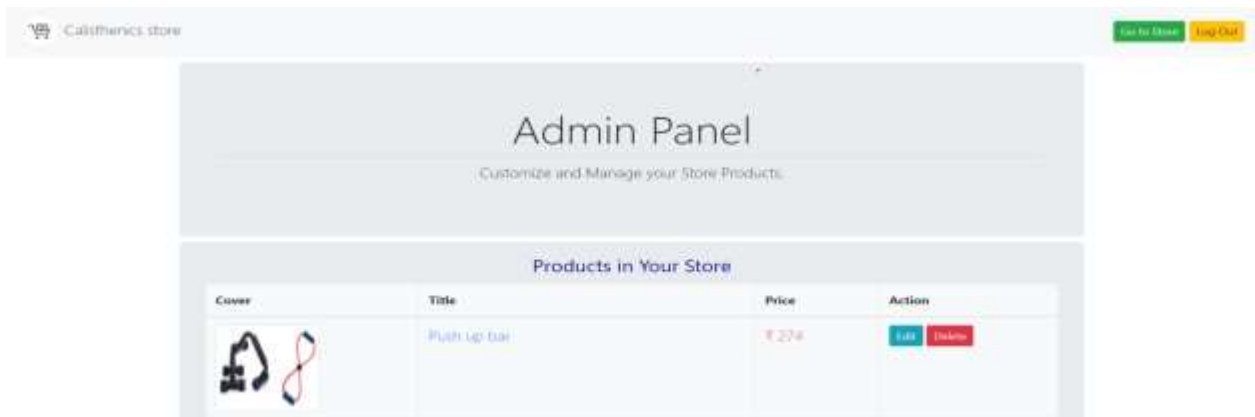 Calisthenics store
Go to Store Log Out
Admin Panel
Customize and Manage your Store Products.
Products in Your Store
Cover Title Price Action
Push up bar ₹ 274 Edit Delete